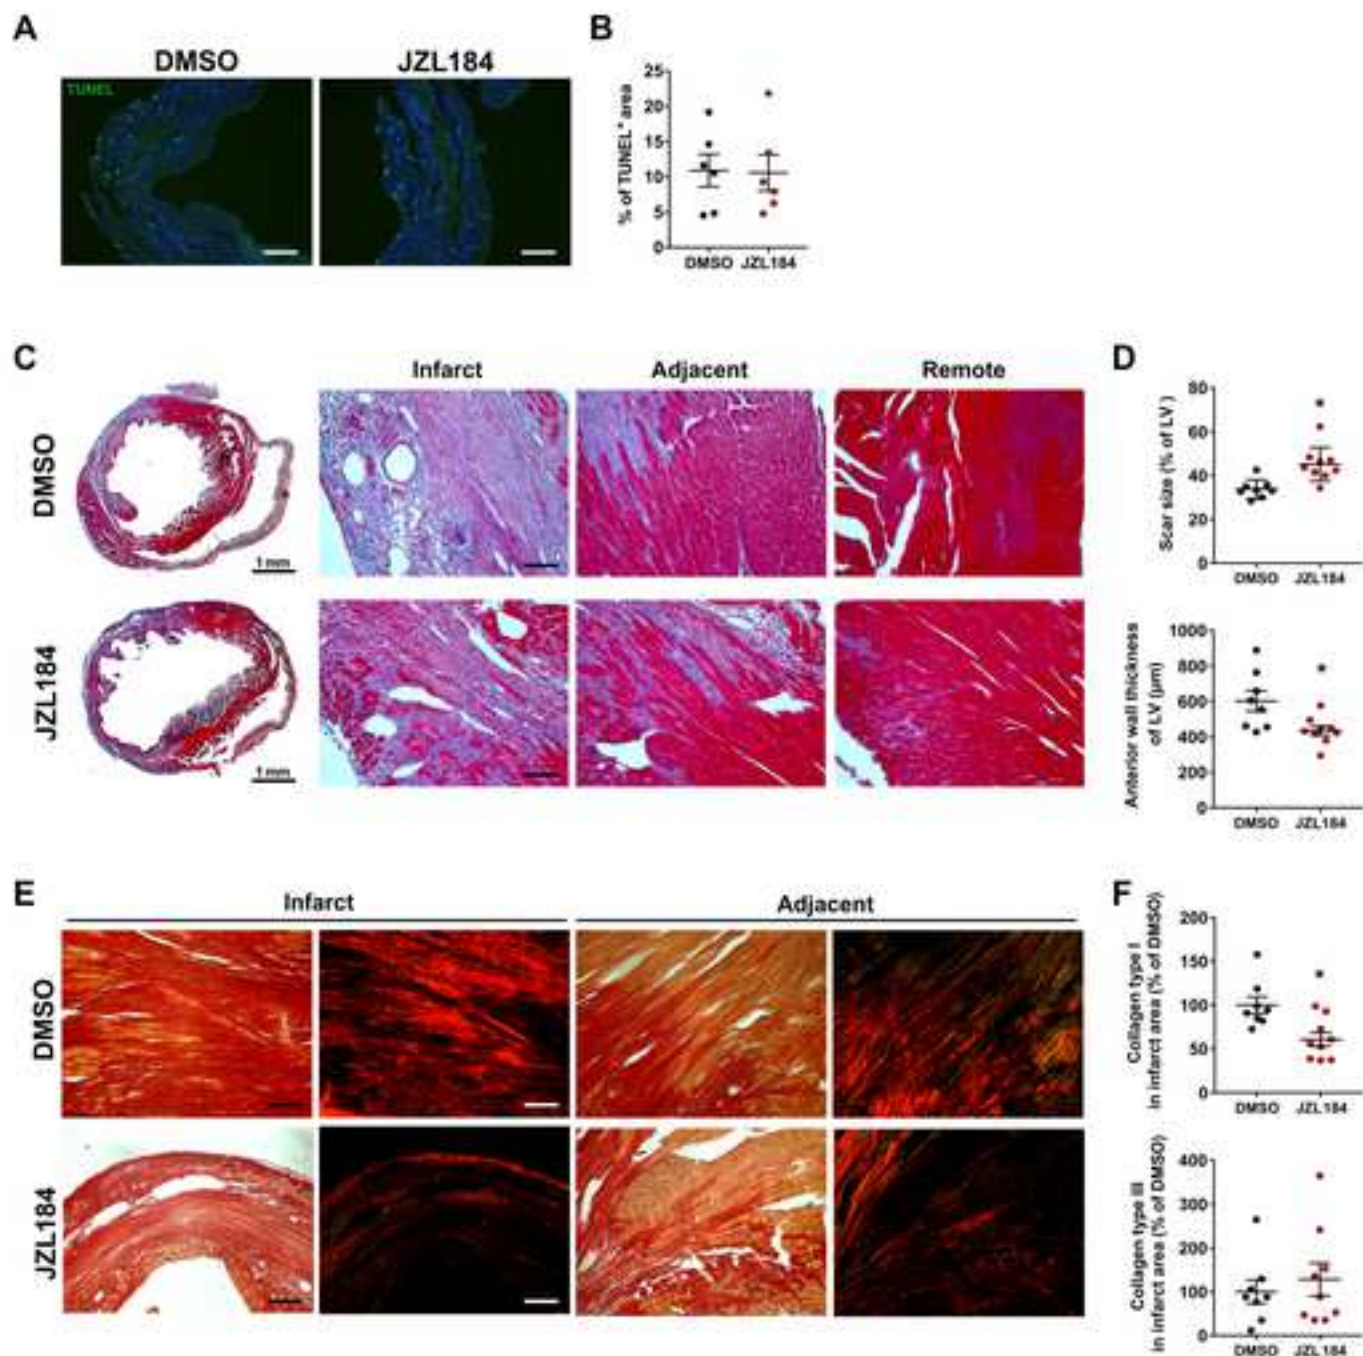 A
B
DMSO
JZL184
TUNEL
% of TUNEL+ area
25
20
15
10
5
0
DMSO JZL184
C
D
Infarct
Adjacent
Remote
DMSO
1 mm
JZL184
1 mm
Scar size (% of LV)
80
60
40
20
0
DMSO JZL184
Anterior wall thickness
of LV (μm)
1000
800
600
400
200
0
DMSO JZL184
E
F
Infarct
Adjacent
DMSO
JZL184
Collagen type I
in infarct area (% of DMSO)
200
150
100
50
0
DMSO JZL184
Collagen type III
in infarct area (% of DMSO)
400
300
200
100
0
DMSO JZL184